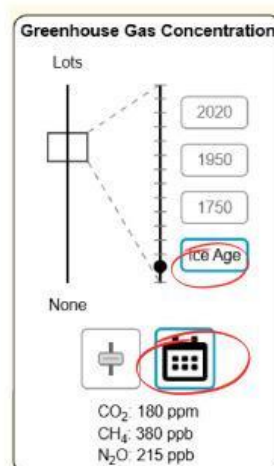 Greenhouse Gas Concentration
Lots
2020
1950
1750
Ice Age
None
CO₂: 180 ppm
CH₄: 380 ppb
N₂O: 215 ppb